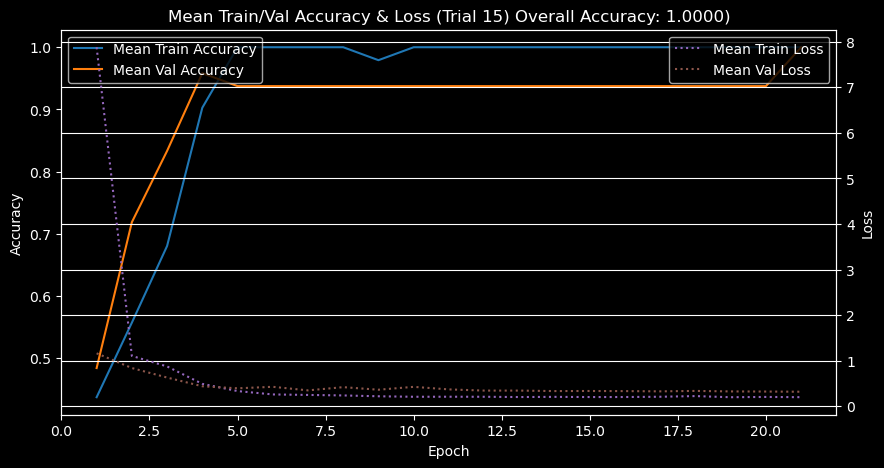 Mean Train/Val Accuracy & Loss (Trial 15) Overall Accuracy: 1.0000)
Mean Train Accuracy
Mean Val Accuracy
Mean Train Loss
Mean Val Loss
Accuracy
1.0
0.9
0.8
0.7
0.6
0.5
8
7
6
5
4
3
2
1
0
Loss
0.0 2.5 5.0 7.5 10.0 12.5 15.0 17.5 20.0
Epoch